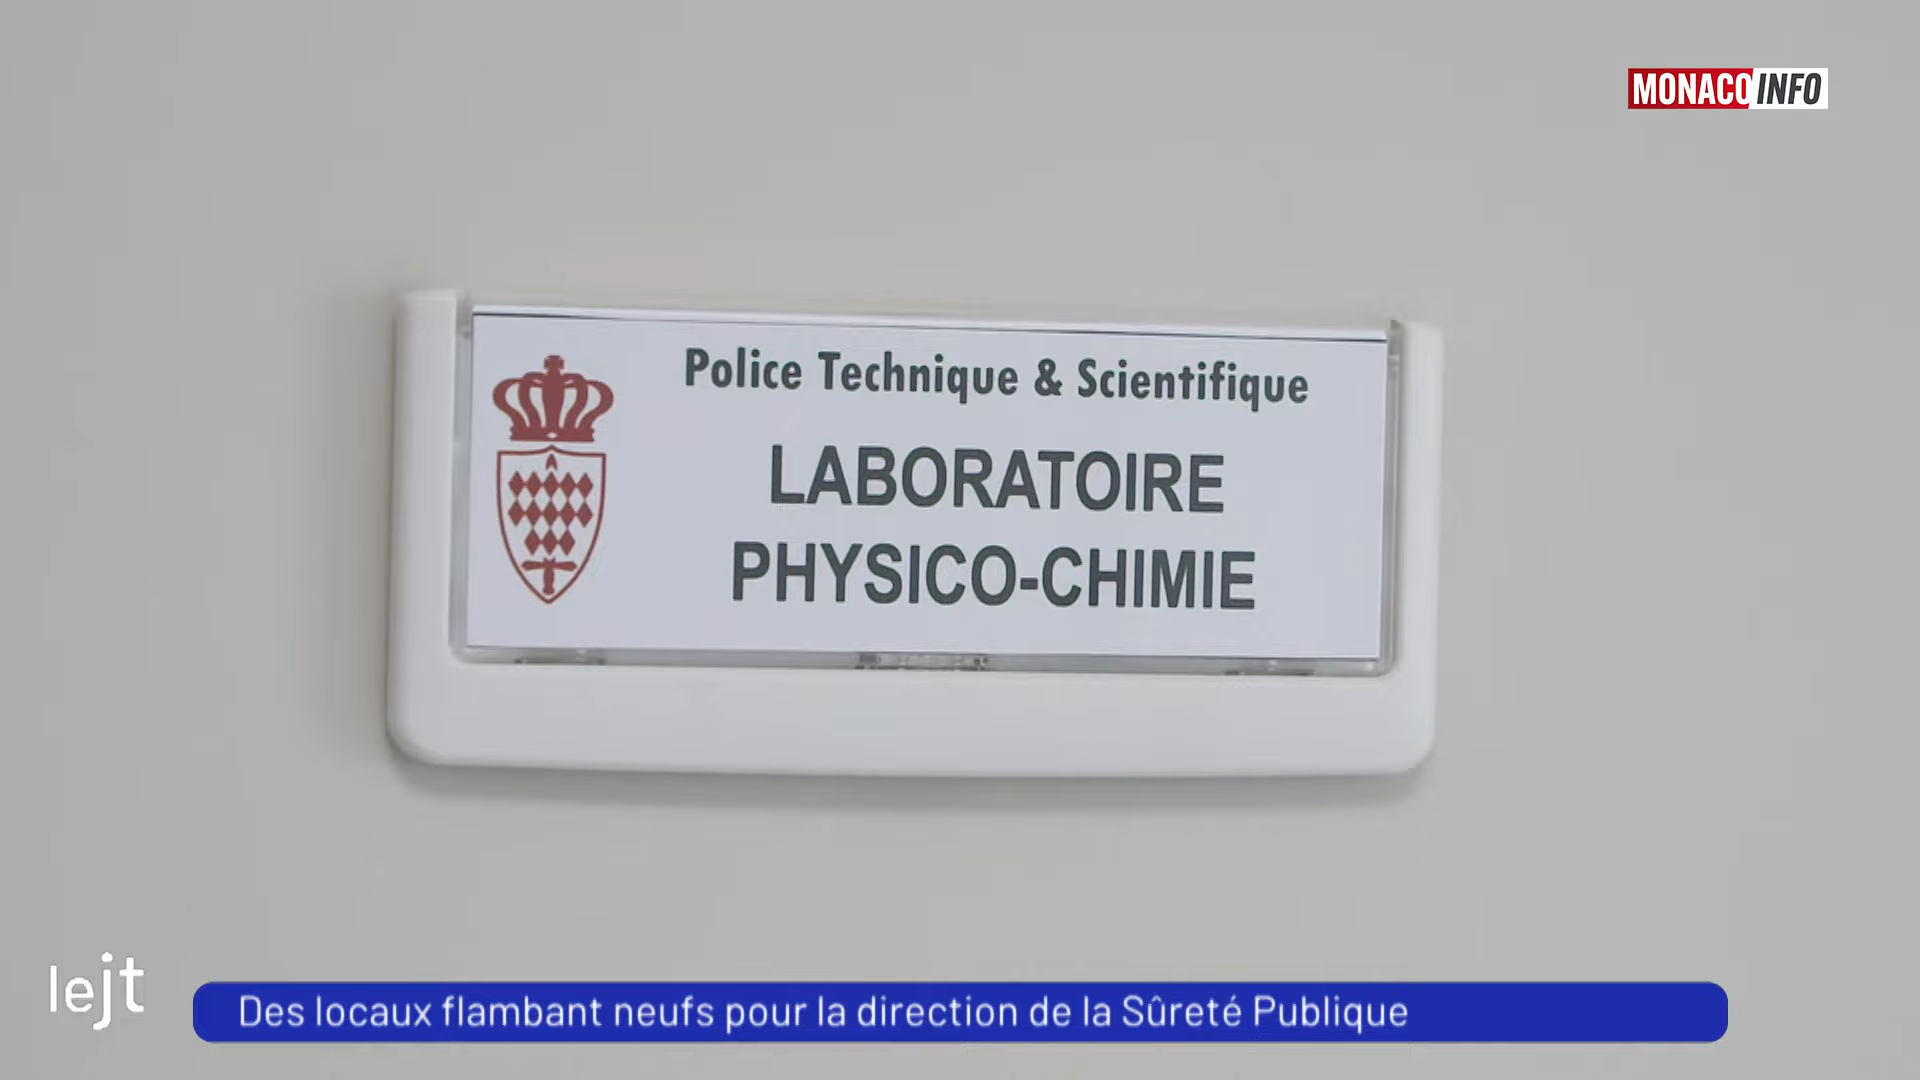 MONACO INFO
Police Technique & Scientifique
LABORATOIRE
PHYSICO-CHIMIE
lejt
Des locaux flambant neufs pour la direction de la Sûreté Publique